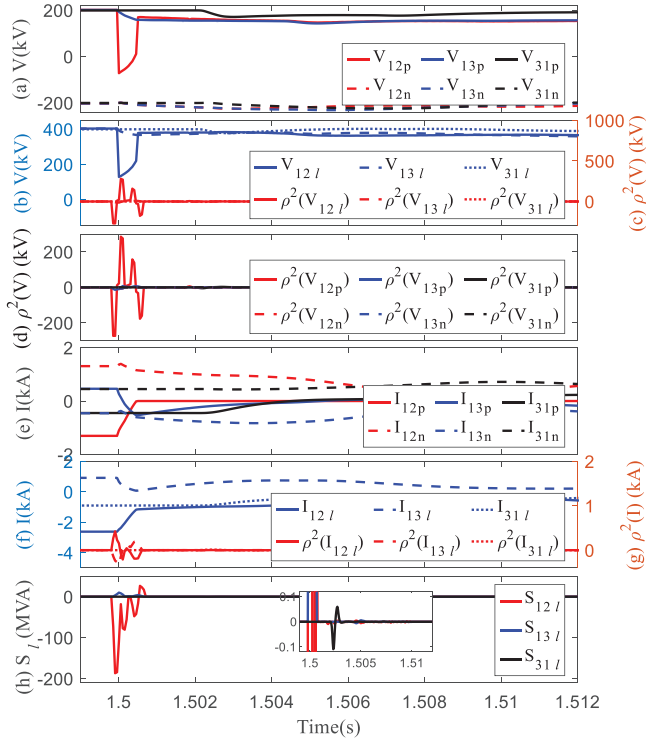 200
0
-200
(a) V(kV)
V12p V13p V31p
V12n V13n V31n
400
200
0
(b) V(kV)
1000
500
0
(c) ρ²(V) (kV)
V12 l V13 l V31 l
ρ²(V12 l) ρ²(V13 l) ρ²(V31 l)
200
0
-200
(d) ρ²(V) (kV)
ρ²(V12p) ρ²(V13p) ρ²(V31p)
ρ²(V12n) ρ²(V13n) ρ²(V31n)
2
0
-2
(e) I(kA)
I12p I13p I31p
I12n I13n I31n
2
0
-2
-4
(f) I(kA)
2
1
0
(g) ρ²(I) (kA)
I12 l I13 l I31 l
ρ²(I12 l) ρ²(I13 l) ρ²(I31 l)
0
-100
-200
(h) S l (MVA)
-0.1
1.5 1.505 1.51
S12 l
S13 l
S31 l
1.5 1.502 1.504 1.506 1.508 1.51 1.512
Time(s)